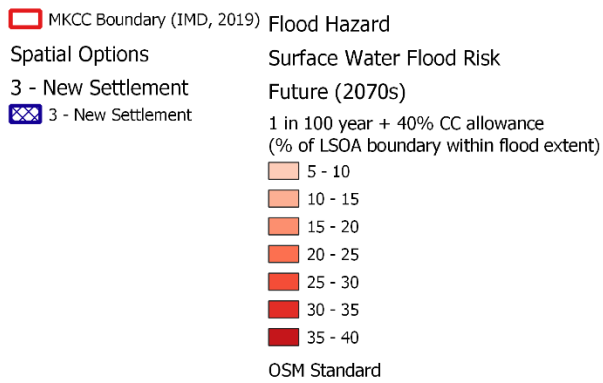 MKCC Boundary (IMD, 2019)
Spatial Options
3 - New Settlement
3 - New Settlement
Flood Hazard
Surface Water Flood Risk
Future (2070s)
1 in 100 year + 40% CC allowance
(% of LSOA boundary within flood extent)
5 - 10
10 - 15
15 - 20
20 - 25
25 - 30
30 - 35
35 - 40
OSM Standard